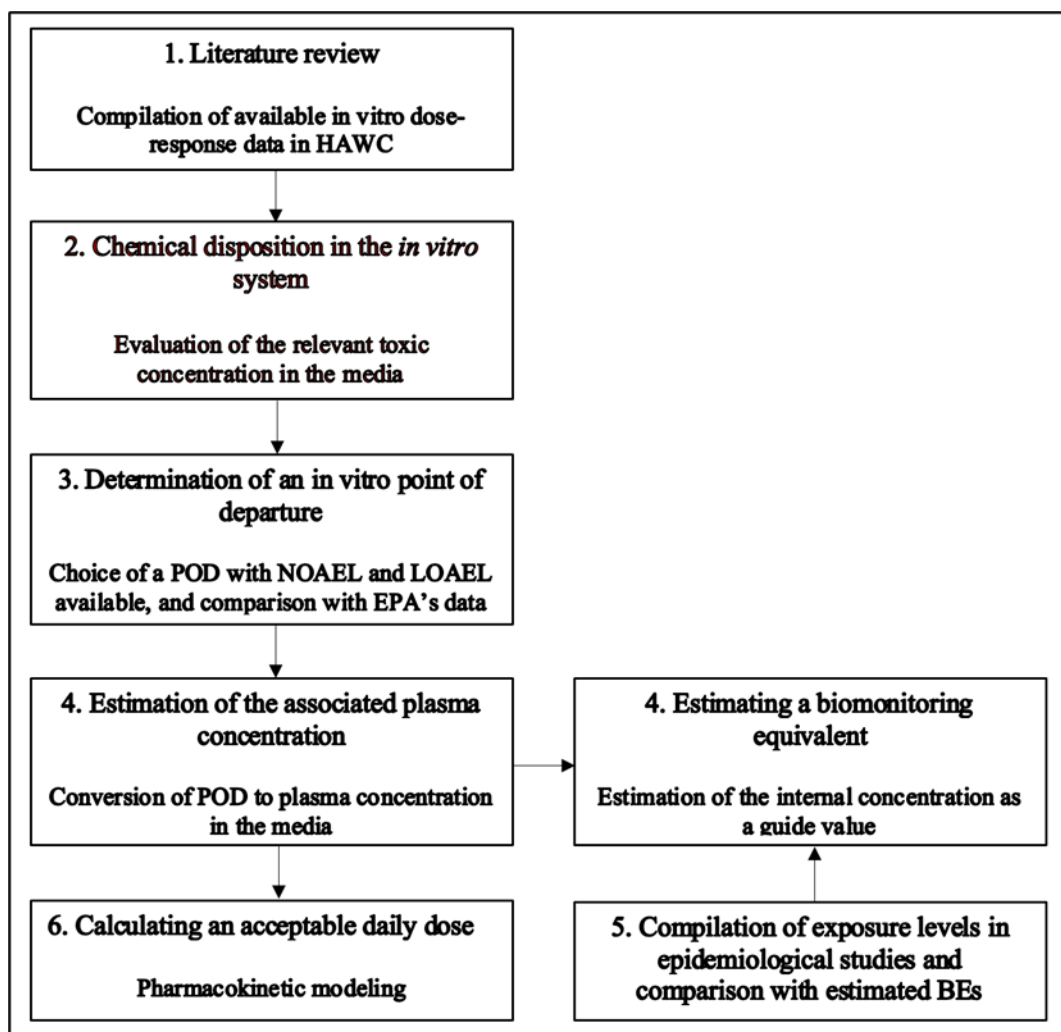 1. Literature review
Compilation of available in vitro dose-
response data in HAWC
2. Chemical disposition in the in vitro
system
Evaluation of the relevant toxic
concentration in the media
3. Determination of an in vitro point of
departure
Choice of a POD with NOAEL and LOAEL
available, and comparison with EPA's data
4. Estimation of the associated plasma
concentration
Conversion of POD to plasma concentration
in the media
4. Estimating a biomonitoring
equivalent
Estimation of the internal concentration as
a guide value
6. Calculating an acceptable daily dose
Pharmacokinetic modeling
5. Compilation of exposure levels in
epidemiological studies and
comparison with estimated BEs